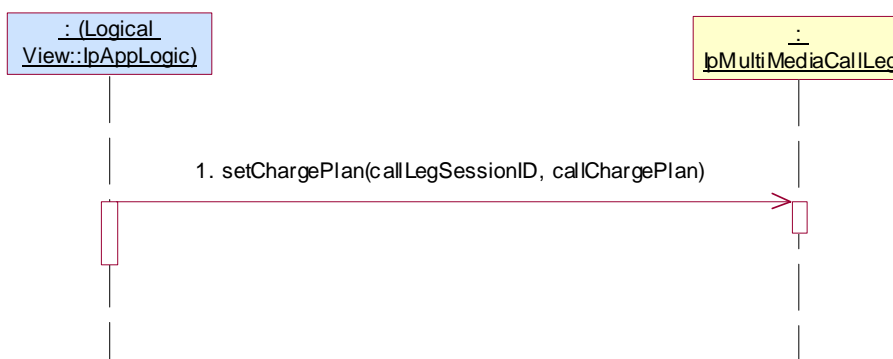 : (Logical
View::IpAppLogic)
:
IpMultiMediaCallLeg
1. setChargePlan(callLegSessionID, callChargePlan)